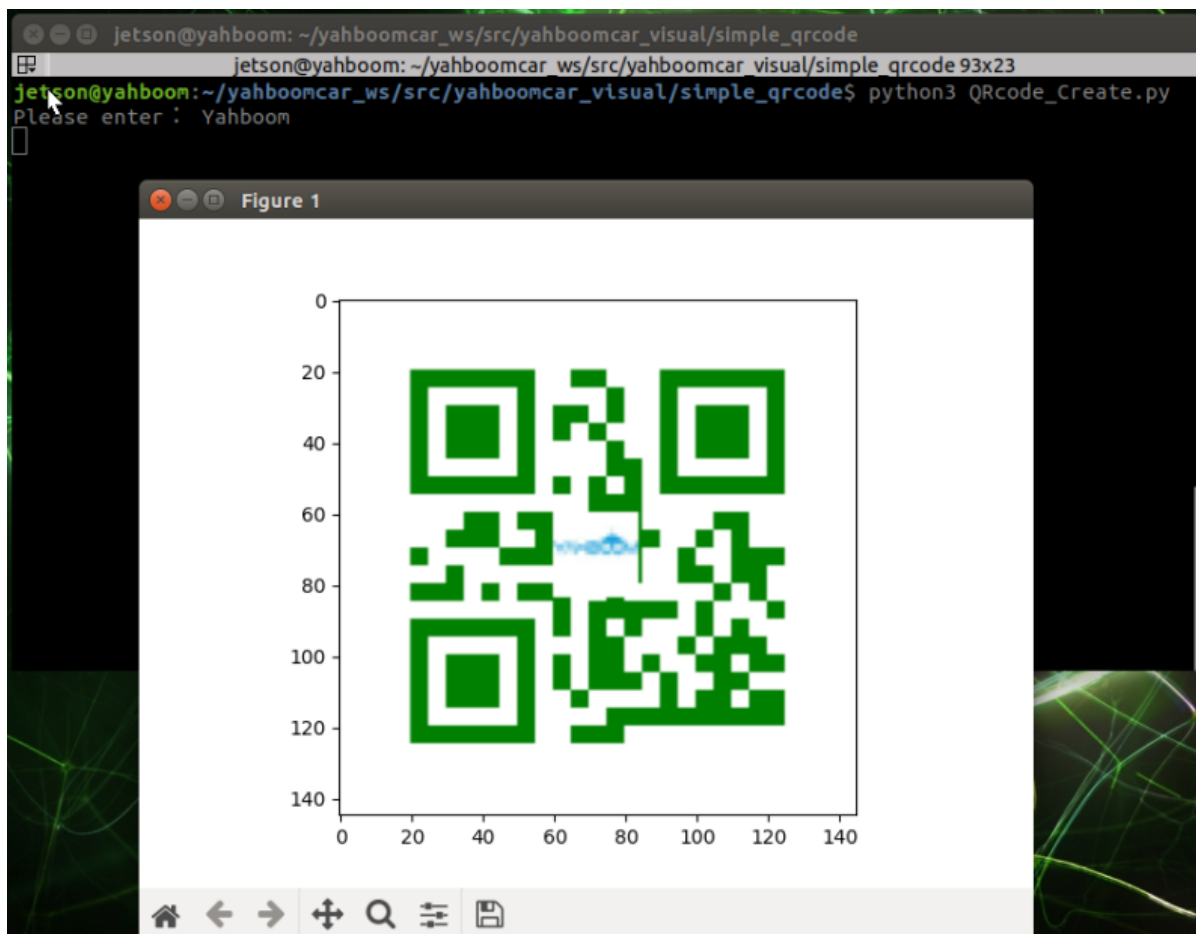 jetson@yahboom: ~/yahboomcar_ws/src/yahboomcar_visual/simple_qrcode
jetson@yahboom: ~/yahboomcar_ws/src/yahboomcar_visual/simple_qrcode 93x23
jetson@yahboom:~/yahboomcar_ws/src/yahboomcar_visual/simple_qrcode$ python3 QRcode_Create.py
Please enter： Yahboom
Figure 1
0
20
40
60
YAHBOOM
80
100
120
140
0 20 40 60 80 100 120 140